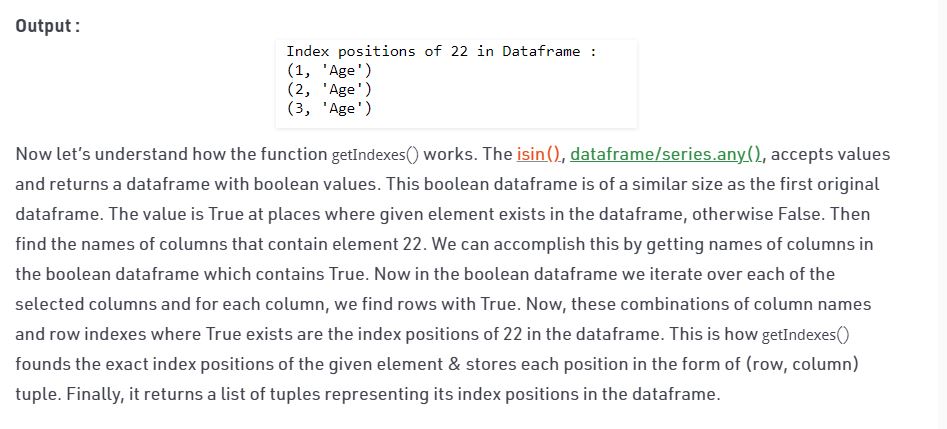 Output :
Index positions of 22 in Dataframe :
(1, 'Age')
(2, 'Age')
(3, 'Age')
Now let's understand how the function getIndexes() works. The isin(), dataframe/series.any(), accepts values
and returns a dataframe with boolean values. This boolean dataframe is of a similar size as the first original
dataframe. The value is True at places where given element exists in the dataframe, otherwise False. Then
find the names of columns that contain element 22. We can accomplish this by getting names of columns in
the boolean dataframe which contains True. Now in the boolean dataframe we iterate over each of the
selected columns and for each column, we find rows with True. Now, these combinations of column names
and row indexes where True exists are the index positions of 22 in the dataframe. This is how getIndexes()
founds the exact index positions of the given element & stores each position in the form of (row, column)
tuple. Finally, it returns a list of tuples representing its index positions in the dataframe.